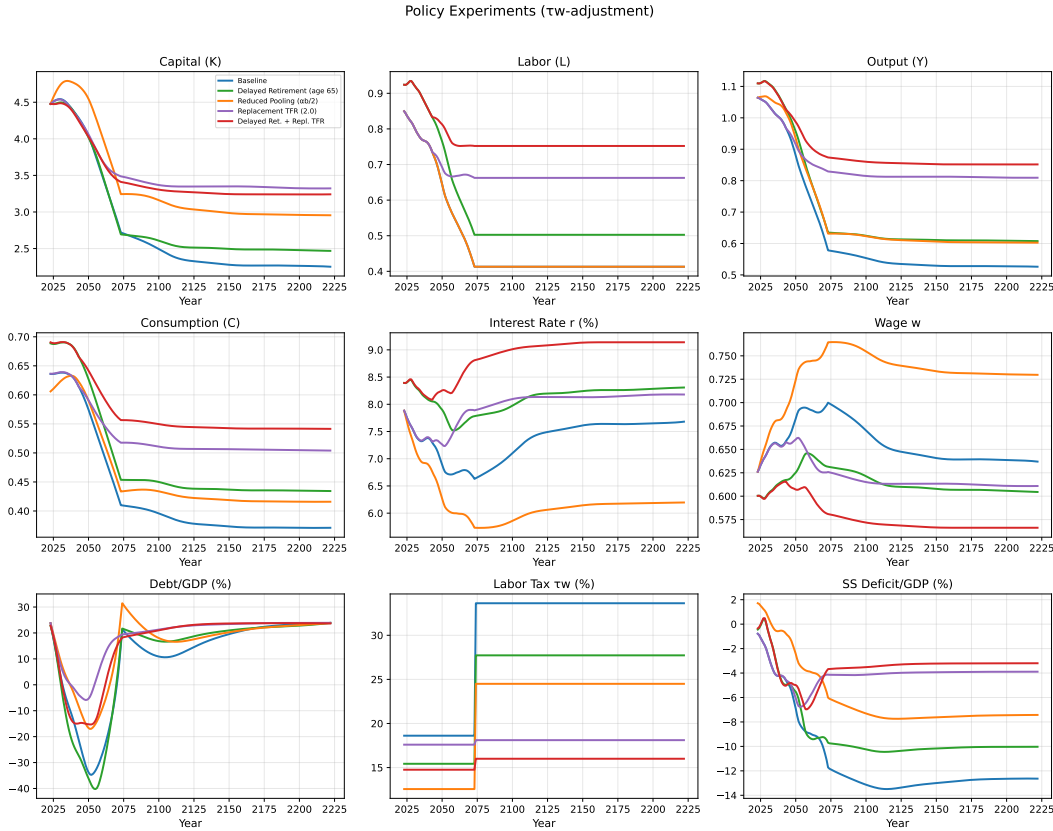 Policy Experiments (τw-adjustment)
Capital (K)
Baseline
Delayed Retirement (age 65)
Reduced Pooling (αb/2)
Replacement TFR (2.0)
Delayed Ret. + Repl. TFR
4.5
4.0
3.5
3.0
2.5
2025 2050 2075 2100 2125 2150 2175 2200 2225
Year
Labor (L)
0.9
0.8
0.7
0.6
0.5
0.4
2025 2050 2075 2100 2125 2150 2175 2200 2225
Year
Output (Y)
1.1
1.0
0.9
0.8
0.7
0.6
0.5
2025 2050 2075 2100 2125 2150 2175 2200 2225
Year
Consumption (C)
0.70
0.65
0.60
0.55
0.50
0.45
0.40
2025 2050 2075 2100 2125 2150 2175 2200 2225
Year
Interest Rate r (%)
9.0
8.5
8.0
7.5
7.0
6.5
6.0
2025 2050 2075 2100 2125 2150 2175 2200 2225
Year
Wage w
0.750
0.725
0.700
0.675
0.650
0.625
0.600
0.575
2025 2050 2075 2100 2125 2150 2175 2200 2225
Year
Debt/GDP (%)
30
20
10
0
−10
−20
−30
−40
2025 2050 2075 2100 2125 2150 2175 2200 2225
Year
Labor Tax τw (%)
30
25
20
15
2025 2050 2075 2100 2125 2150 2175 2200 2225
Year
SS Deficit/GDP (%)
2
0
−2
−4
−6
−8
−10
−12
−14
2025 2050 2075 2100 2125 2150 2175 2200 2225
Year